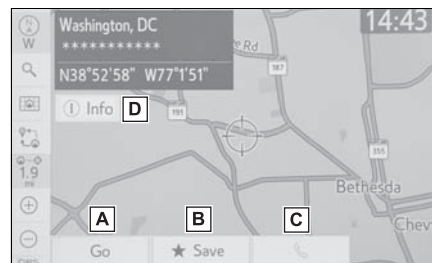 Washington, DC
14:43
N
W
***********
Rd
187
N38°52'58" W77°1'51"
D
Info
191
355
1.9
mi
Bethesda
A
B
C
Chev
Go
★ Save